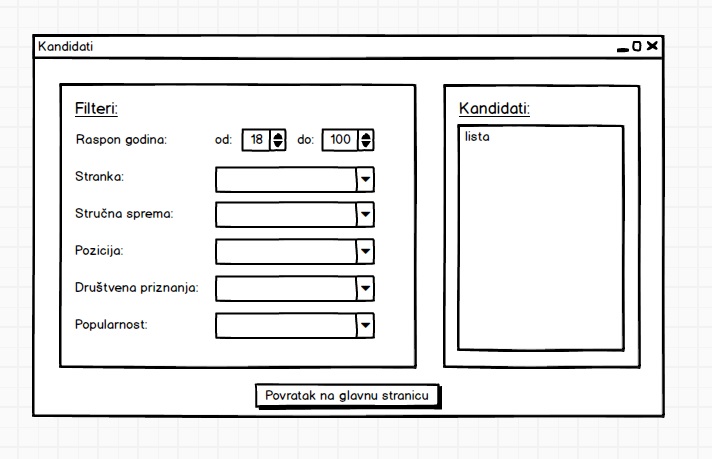 Kandidati
Filteri:
Raspon godina: od: 18 do: 100
Stranka:
Stručna sprema:
Pozicija:
Društvena priznanja:
Popularnost:
Kandidati:
lista
Povratak na glavnu stranicu